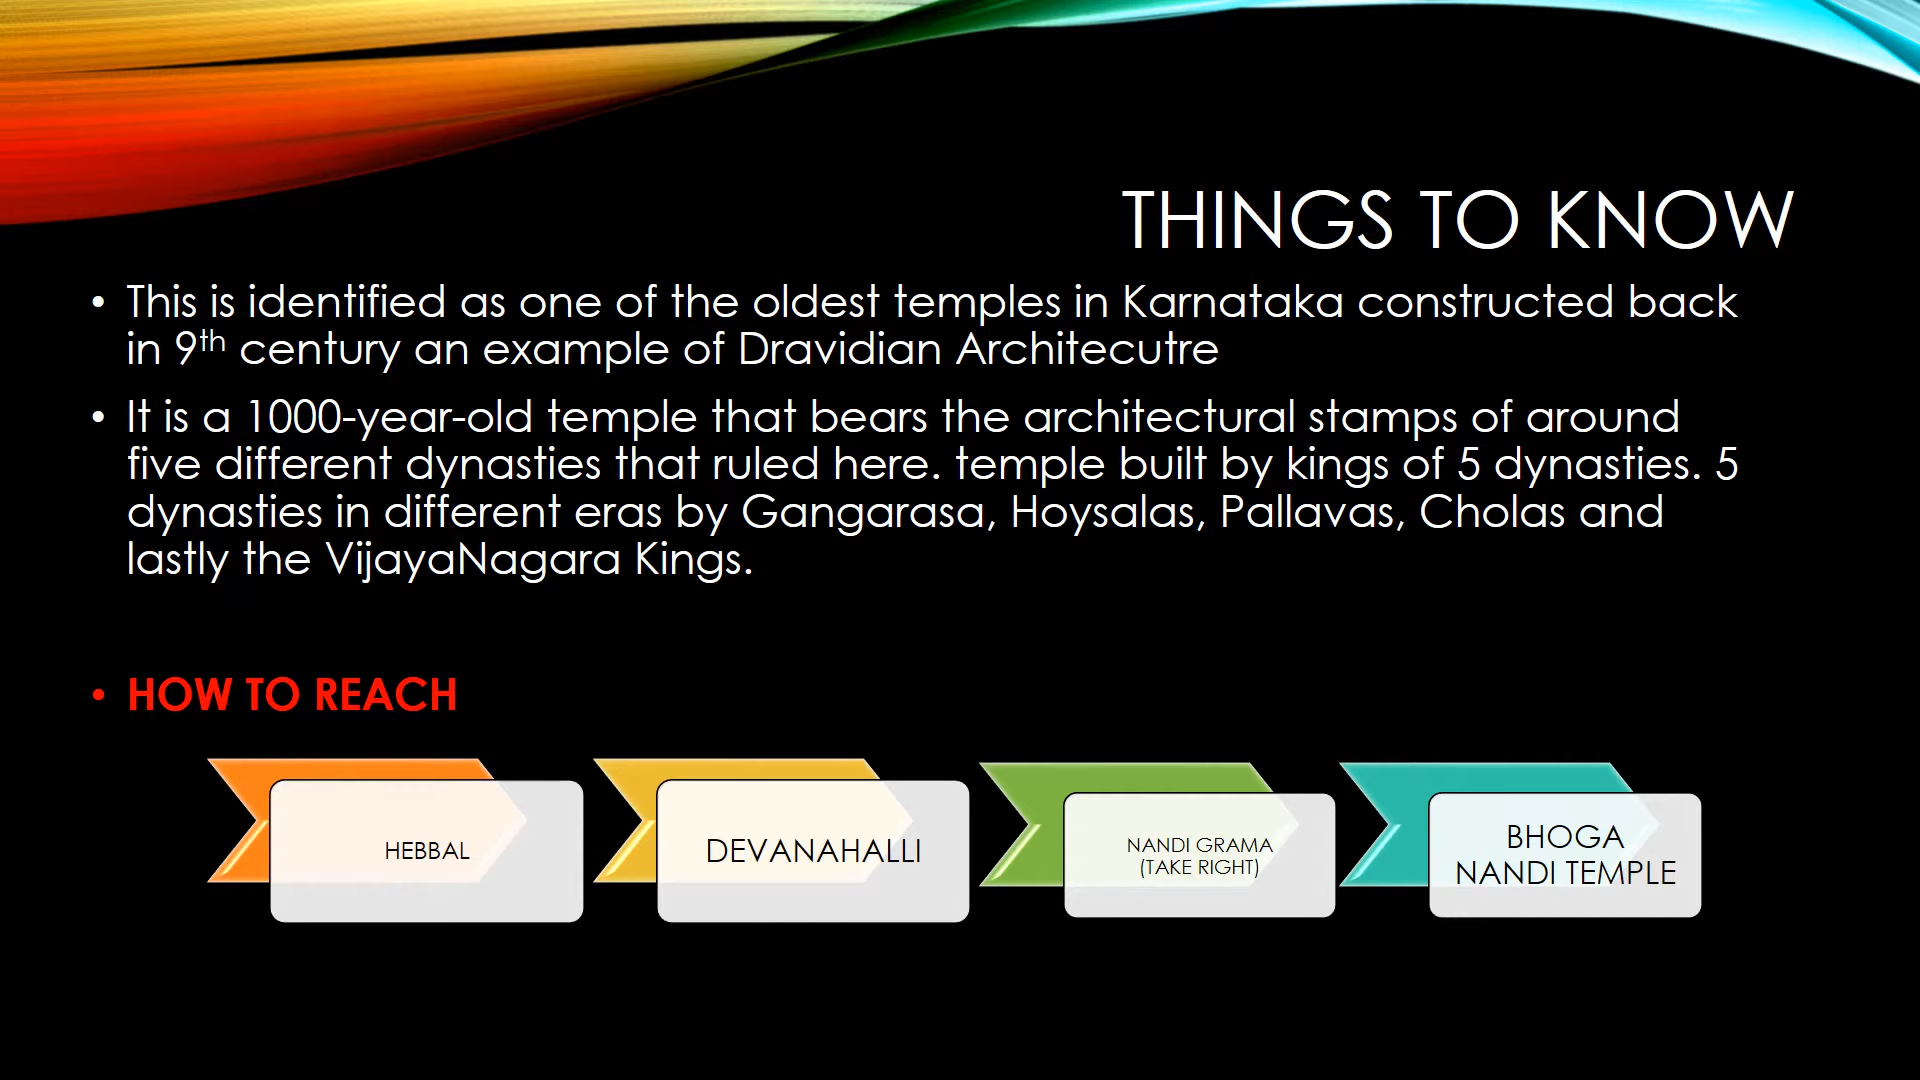 THINGS TO KNOW
• This is identified as one of the oldest temples in Karnataka constructed back
in 9th century an example of Dravidian Architecutre
• It is a 1000-year-old temple that bears the architectural stamps of around
five different dynasties that ruled here. temple built by kings of 5 dynasties. 5
dynasties in different eras by Gangarasa, Hoysalas, Pallavas, Cholas and
lastly the VijayaNagara Kings.
• HOW TO REACH
HEBBAL
DEVANAHALLI
NANDI GRAMA
(TAKE RIGHT)
BHOGA
NANDI TEMPLE